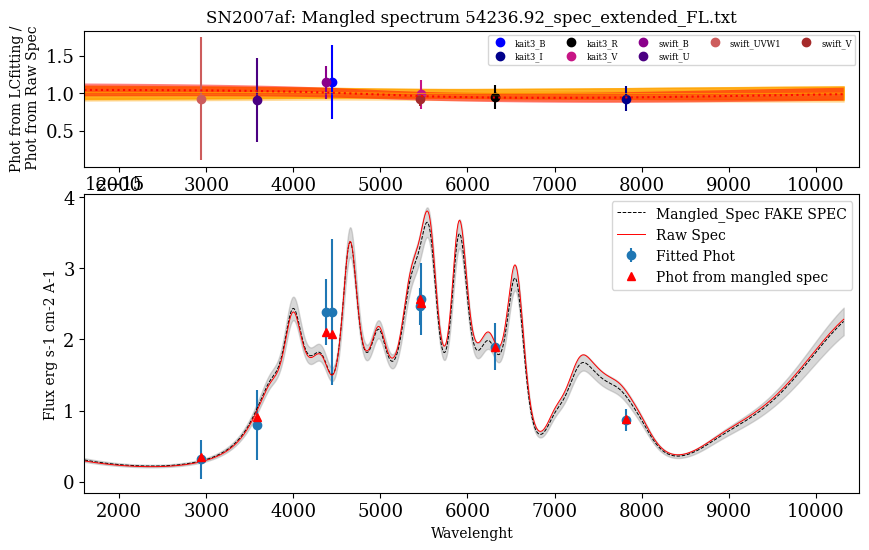 SN2007af: Mangled spectrum 54236.92_spec_extended_FL.txt
Phot from LCfitting /
Phot from Raw Spec
1.5
1.0
0.5
kait3_B
kait3_I
kait3_R
kait3_V
swift_B
swift_U
swift_UVW1
swift_V
2000 3000 4000 5000 6000 7000 8000 9000 10000
1e−15
Flux erg s-1 cm-2 A-1
4
3
2
1
0
Mangled_Spec FAKE SPEC
Raw Spec
Fitted Phot
Phot from mangled spec
2000 3000 4000 5000 6000 7000 8000 9000 10000
Wavelenght